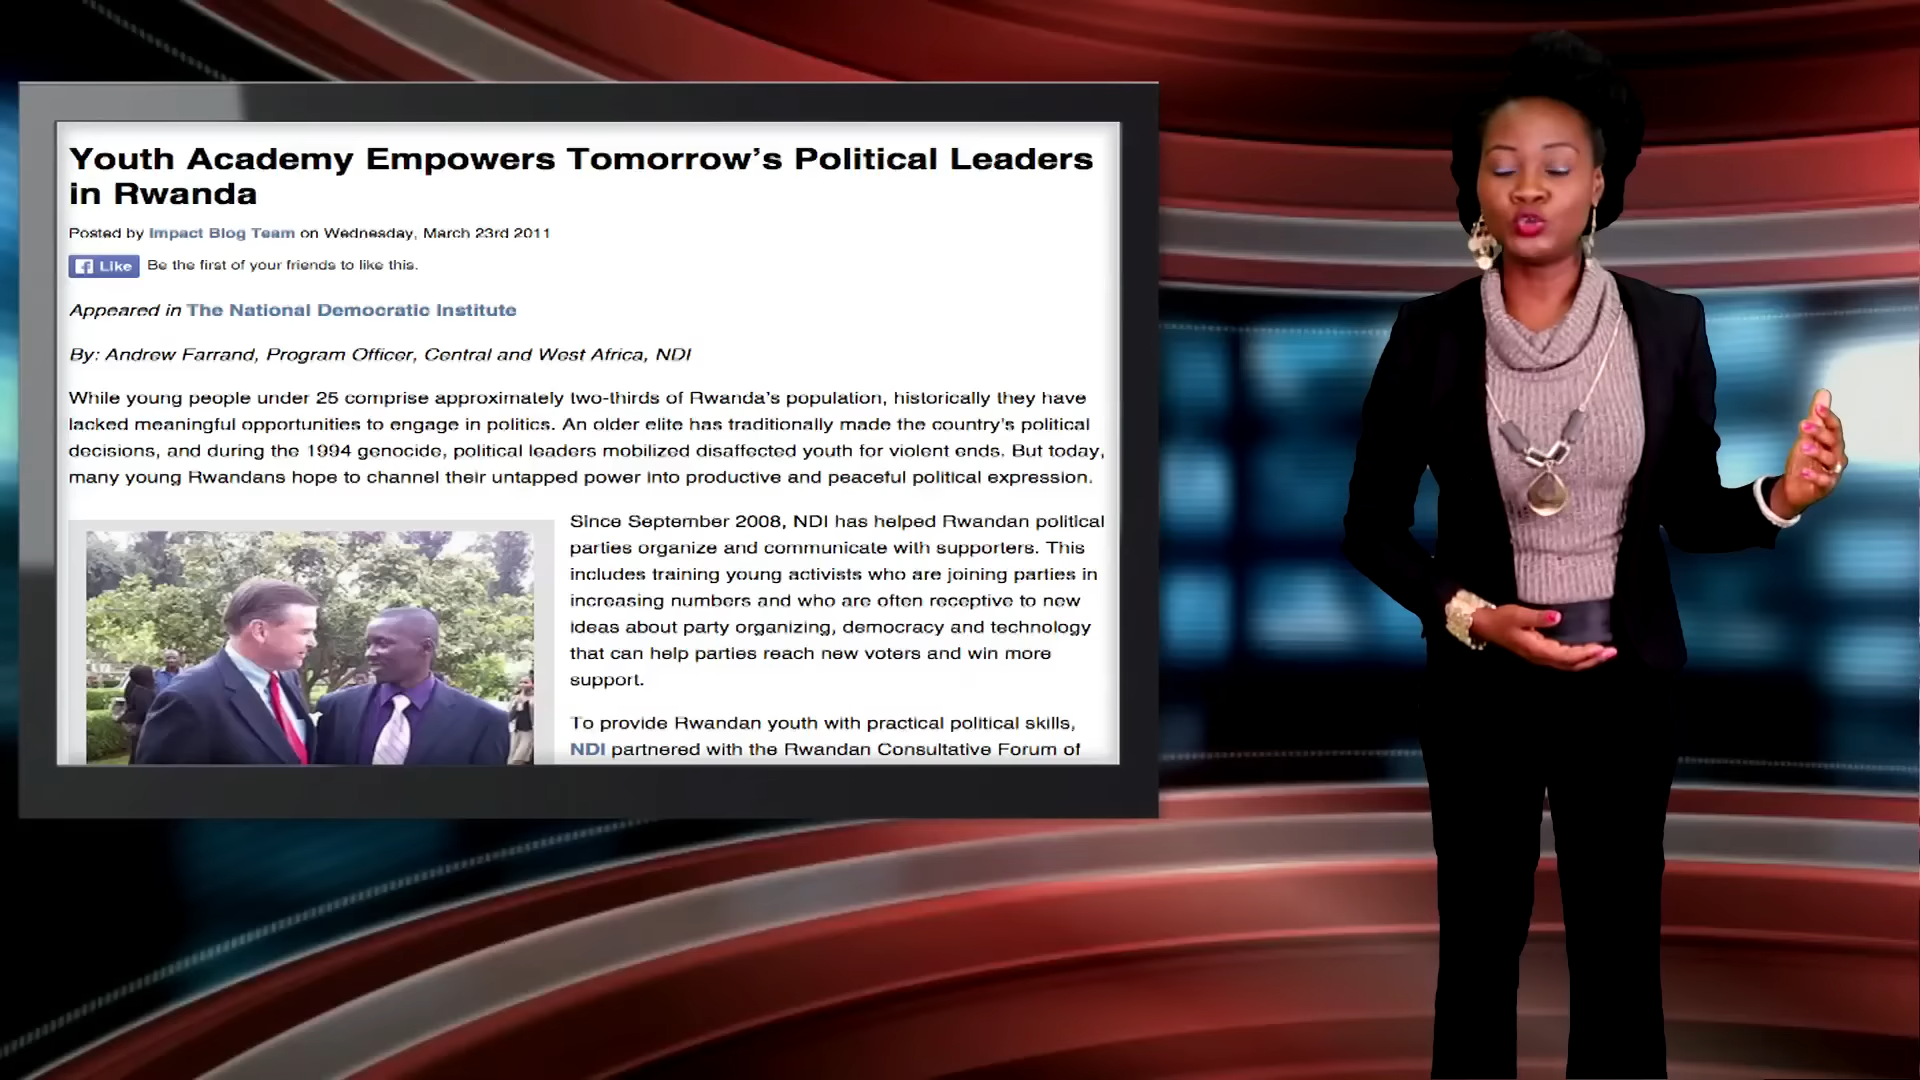 Youth Academy Empowers Tomorrow's Political Leaders
in Rwanda
Posted by Impact Blog Team on Wednesday, March 23rd 2011
Like Be the first of your friends to like this.
Appeared in The National Democratic Institute
By: Andrew Farrand, Program Officer, Central and West Africa, NDI
While young people under 25 comprise approximately two-thirds of Rwanda's population, historically they have
lacked meaningful opportunities to engage in politics. An older elite has traditionally made the country's political
decisions, and during the 1994 genocide, political leaders mobilized disaffected youth for violent ends. But today,
many young Rwandans hope to channel their untapped power into productive and peaceful political expression.
Since September 2008, NDI has helped Rwandan political
parties organize and communicate with supporters. This
includes training young activists who are joining parties in
increasing numbers and who are often receptive to new
ideas about party organizing, democracy and technology
that can help parties reach new voters and win more
support.
To provide Rwandan youth with practical political skills,
NDI partnered with the Rwandan Consultative Forum of